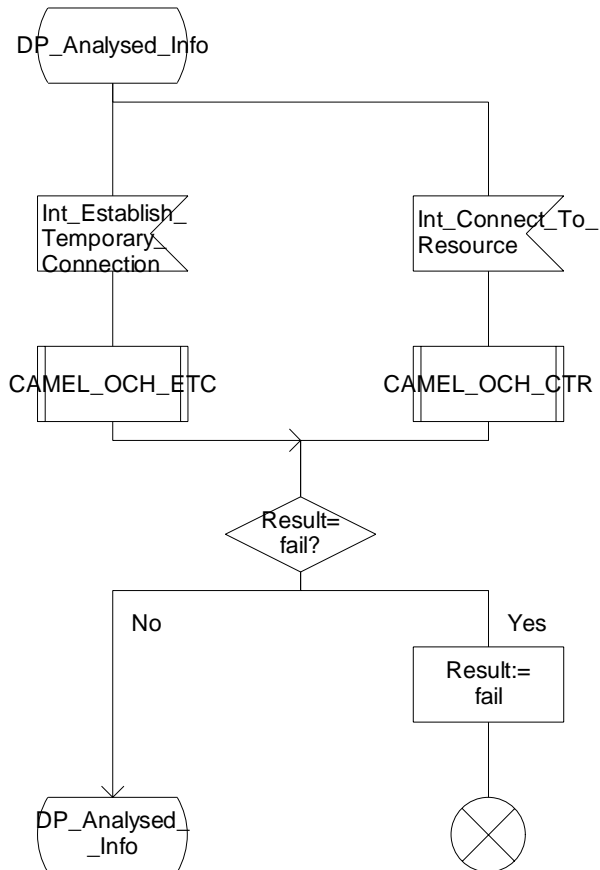 DP_Analysed_Info
Int_Establish_
Temporary_
Connection
Int_Connect_To_
Resource
CAMEL_OCH_ETC
CAMEL_OCH_CTR
Result=
fail?
No
Yes
Result:=
fail
DP_Analysed_
_Info